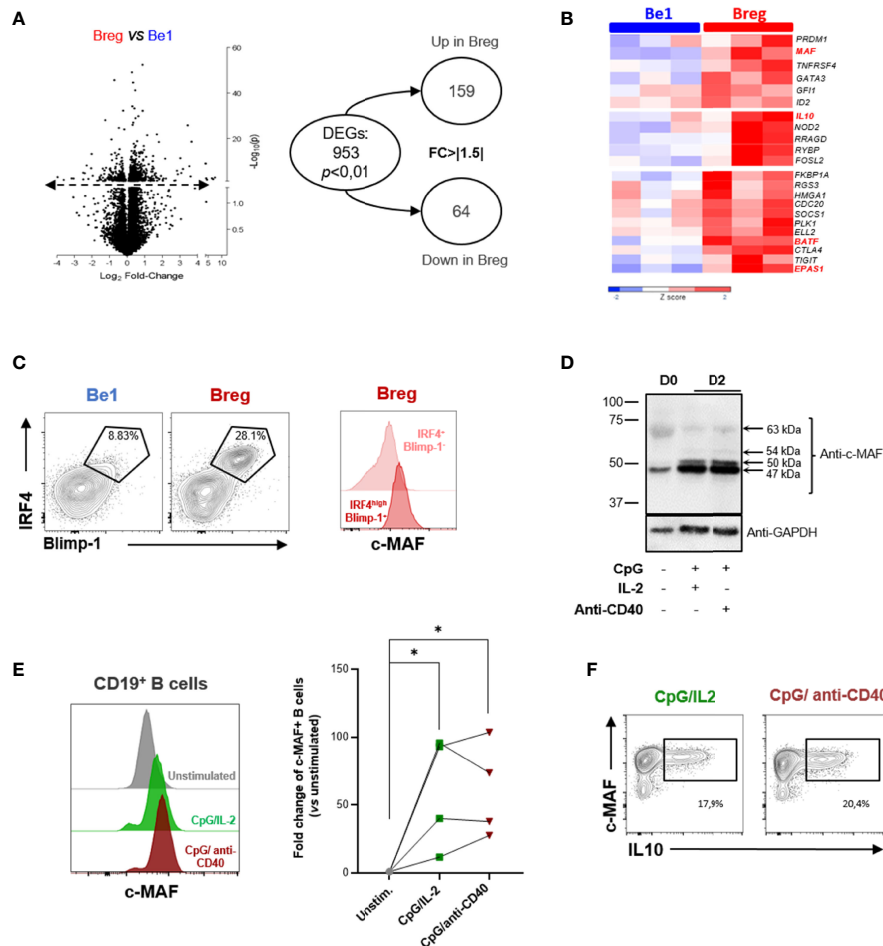 A
Breg VS Be1
60
40
20
-Log10(p)
1.0
0.5
-4 -3 -2 -1 0 1 2 3 4 5 10
Log2 Fold-Change
Up in Breg
159
DEGs:
953
p<0,01
FC>|1.5|
64
Down in Breg
B
Be1 Breg
PRDM1
MAF
TNFRSF4
GATA3
GFI1
ID2
IL10
NOD2
RRAGD
RYBP
FOSL2
FKBP1A
RGS3
HMGA1
CDC20
SOCS1
PLK1
ELL2
BATF
CTLA4
TIGIT
EPAS1
-2 2
Z score
C
Be1 Breg Breg
8.83% 28.1%
IRF4+
Blimp-1-
IRF4high
Blimp-1+
IRF4
Blimp-1
c-MAF
D
D0 D2
100
75
50
37
63 kDa
54 kDa
50 kDa
47 kDa
Anti-c-MAF
Anti-GAPDH
CpG - + +
IL-2 - + -
Anti-CD40 - - +
E
CD19+ B cells
Unstimulated
CpG/IL-2
CpG/ anti-
CD40
c-MAF
Fold change of c-MAF+ B cells
(vs unstimulated)
150
100
50
0
* *
Unstim.
CpG/IL-2
CpG/anti-CD40
F
CpG/IL2 CpG/ anti-CD40
17,9% 20,4%
c-MAF
IL10